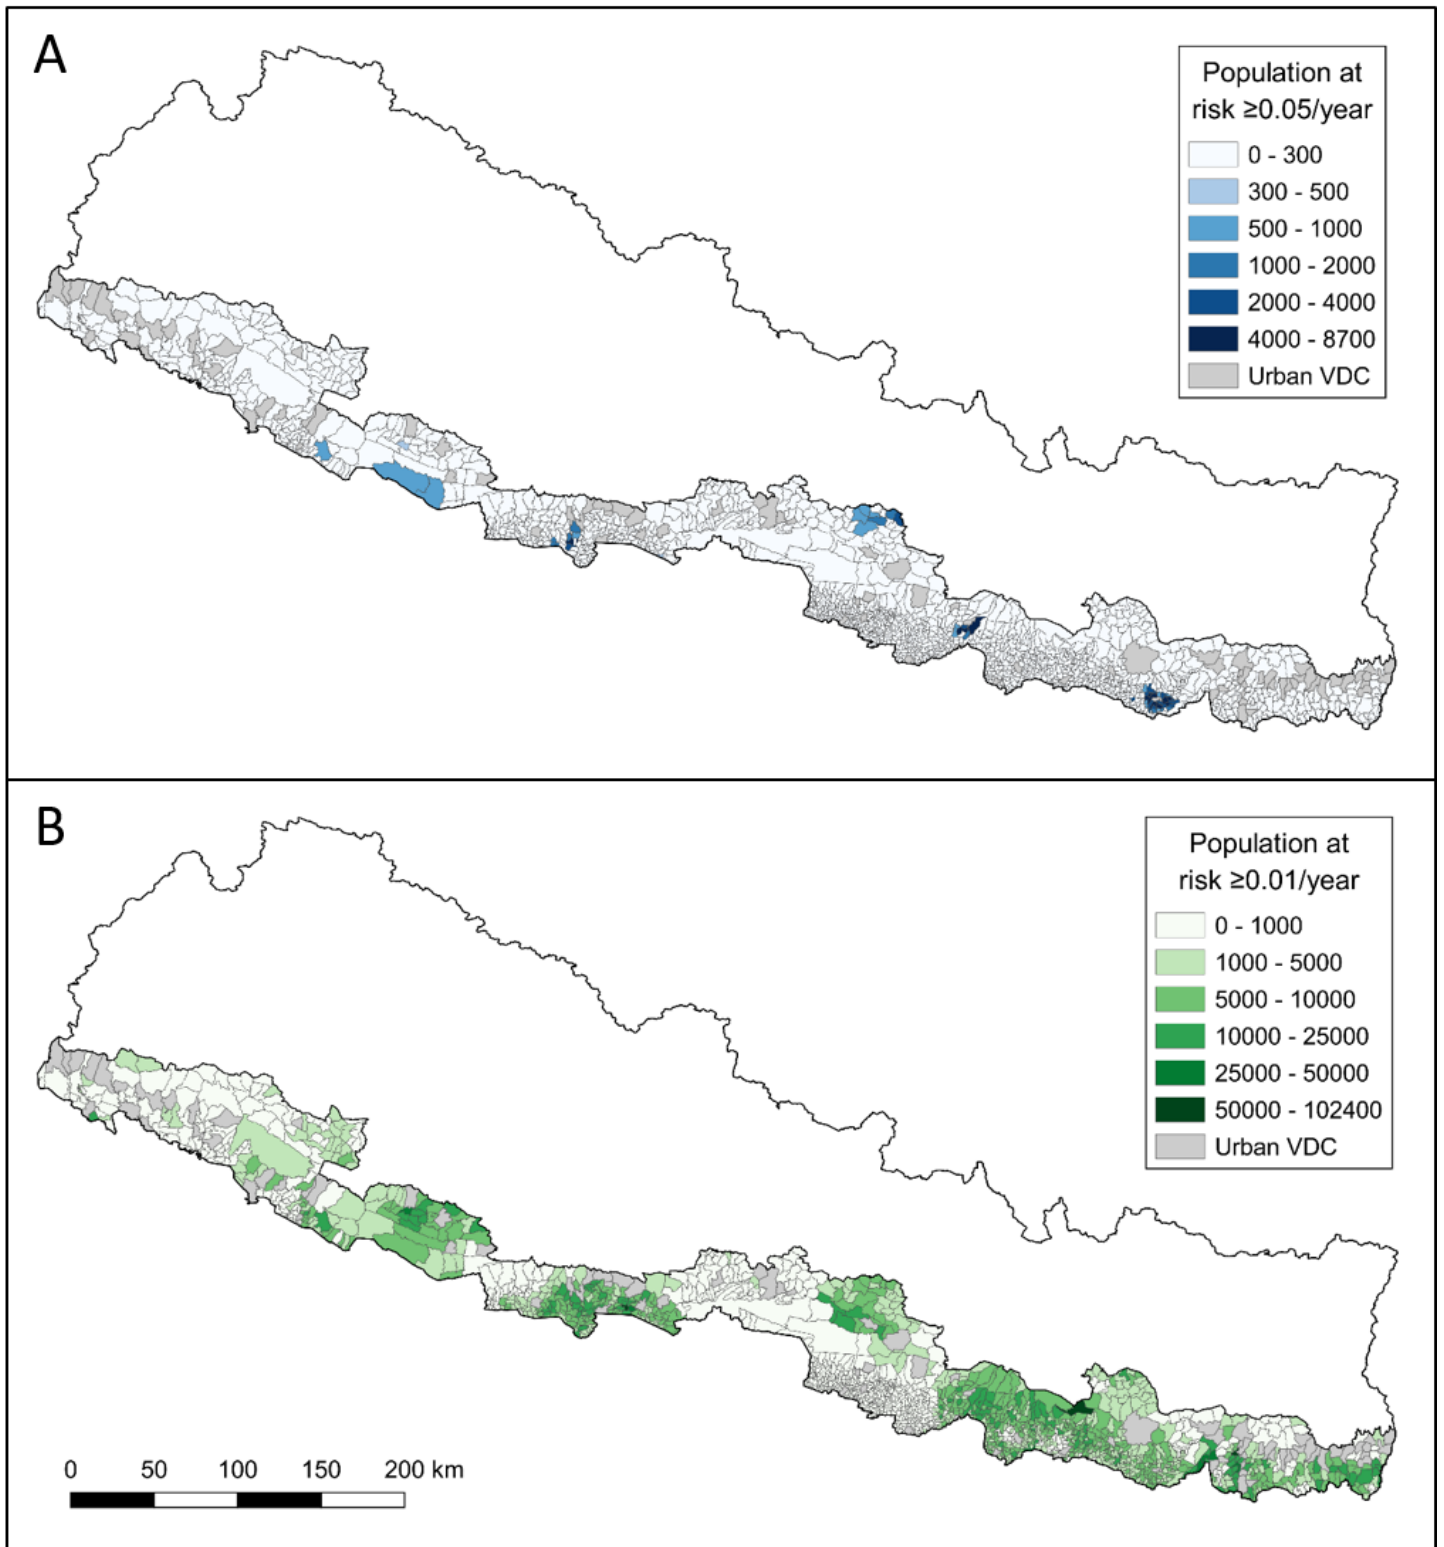 A
Population at
risk ≥0.05/year
0 - 300
300 - 500
500 - 1000
1000 - 2000
2000 - 4000
4000 - 8700
Urban VDC
B
Population at
risk ≥0.01/year
0 - 1000
1000 - 5000
5000 - 10000
10000 - 25000
25000 - 50000
50000 - 102400
Urban VDC
0 50 100 150 200 km